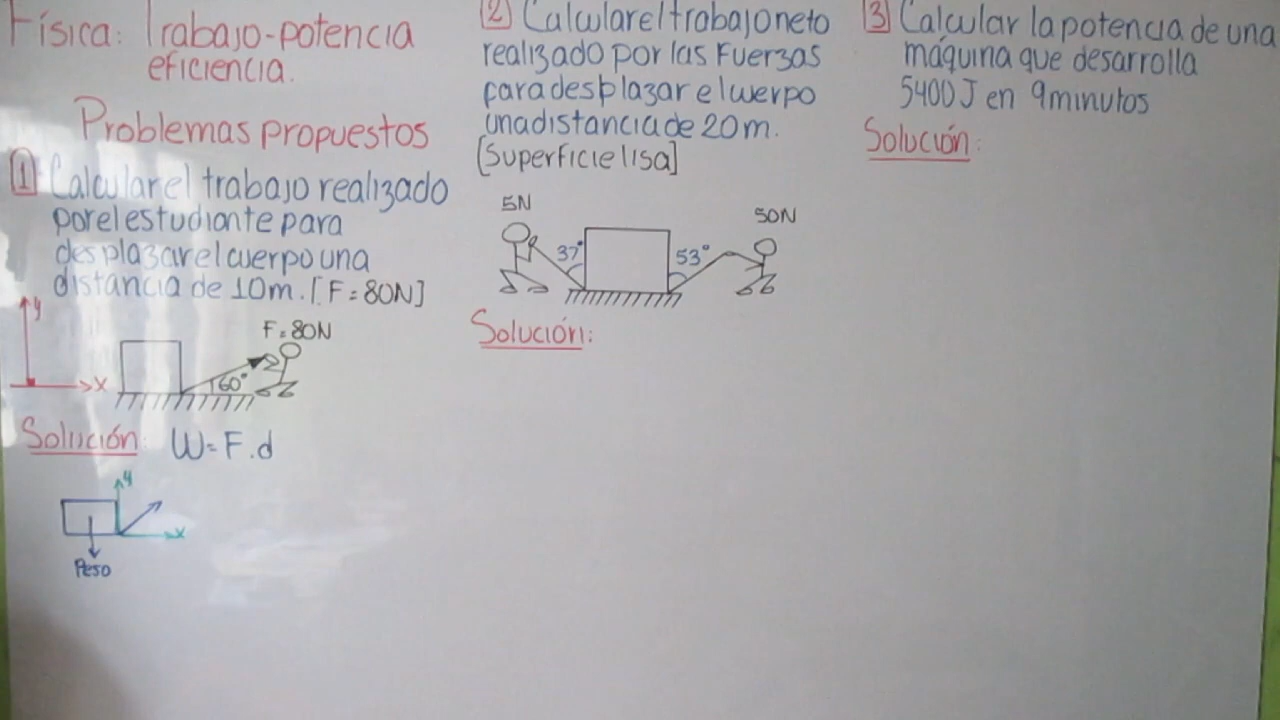 Física: Trabajo-potencia
eficiencia.
Problemas propuestos
1 Calcular el trabajo realizado
por el estudiante para
desplazar el cuerpo una
distancia de 10m. [F=80N]
y
x
F=80N
60°
Solución: W=F.d
y
x
Peso
2 Calcular el trabajo neto
realizado por las Fuerzas
para desplazar el cuerpo
una distancia de 20m.
[Superficie lisa]
5N
50N
37°
53°
Solución:
3 Calcular la potencia de una
máquina que desarrolla
5400J en 9minutos
Solución: